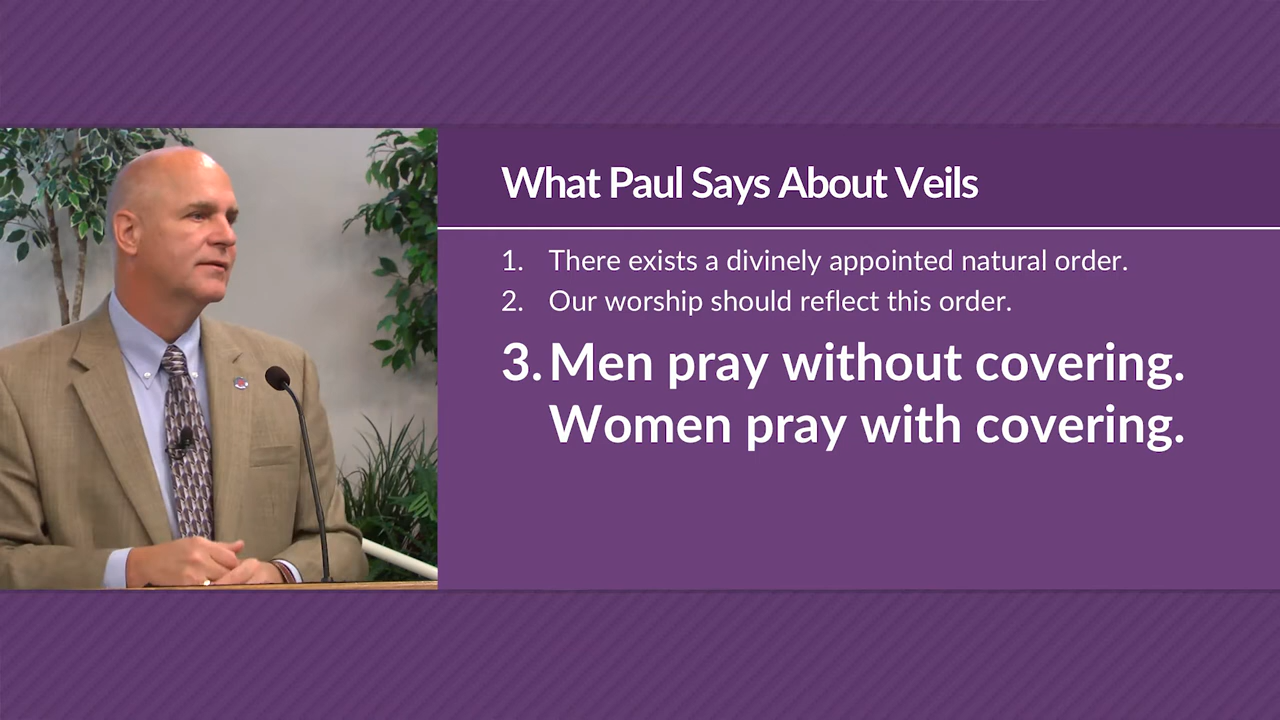 What Paul Says About Veils
1. There exists a divinely appointed natural order.
2. Our worship should reflect this order.
3. Men pray without covering.
Women pray with covering.